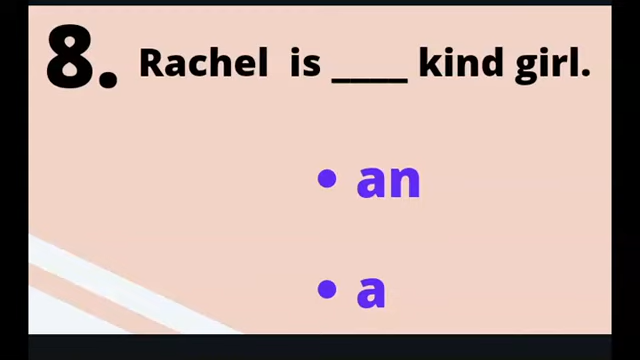 8. Rachel is ____ kind girl.
• an
• a